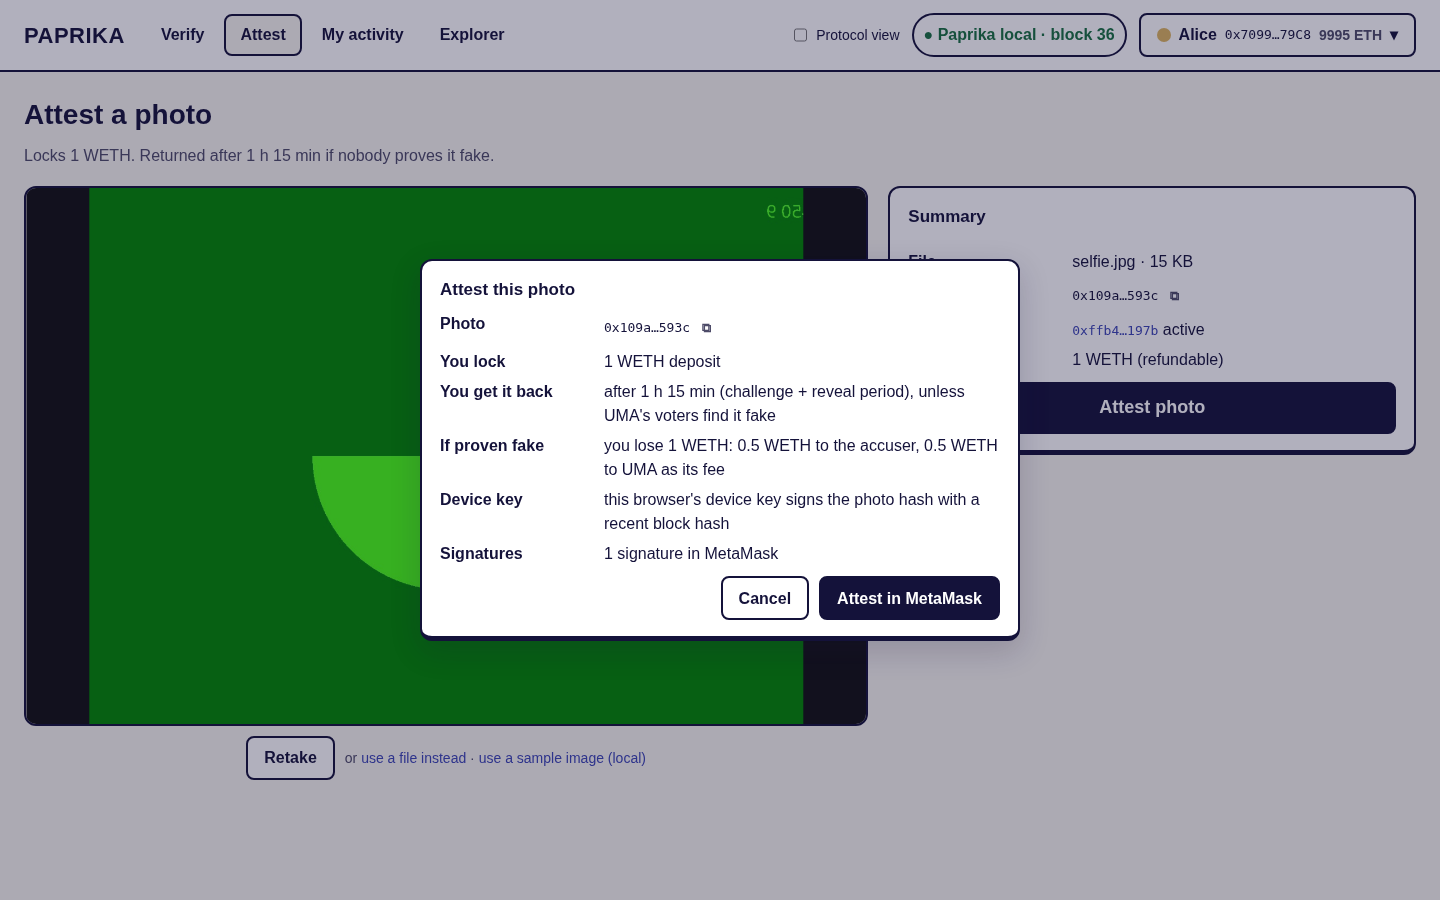 PAPRIKA Verify Attest My activity Explorer Protocol view ● Paprika local · block 36 Alice 0x7099…79C8 9995 ETH ▼
Attest a photo
Locks 1 WETH. Returned after 1 h 15 min if nobody proves it fake.
50 9
Summary
File selfie.jpg · 15 KB
0x109a…593c ⧉
0xffb4…197b active
1 WETH (refundable)
Attest photo
Attest this photo
Photo 0x109a…593c ⧉
You lock 1 WETH deposit
You get it back after 1 h 15 min (challenge + reveal period), unless
UMA's voters find it fake
If proven fake you lose 1 WETH: 0.5 WETH to the accuser, 0.5 WETH
to UMA as its fee
Device key this browser's device key signs the photo hash with a
recent block hash
Signatures 1 signature in MetaMask
Cancel Attest in MetaMask
Retake or use a file instead · use a sample image (local)